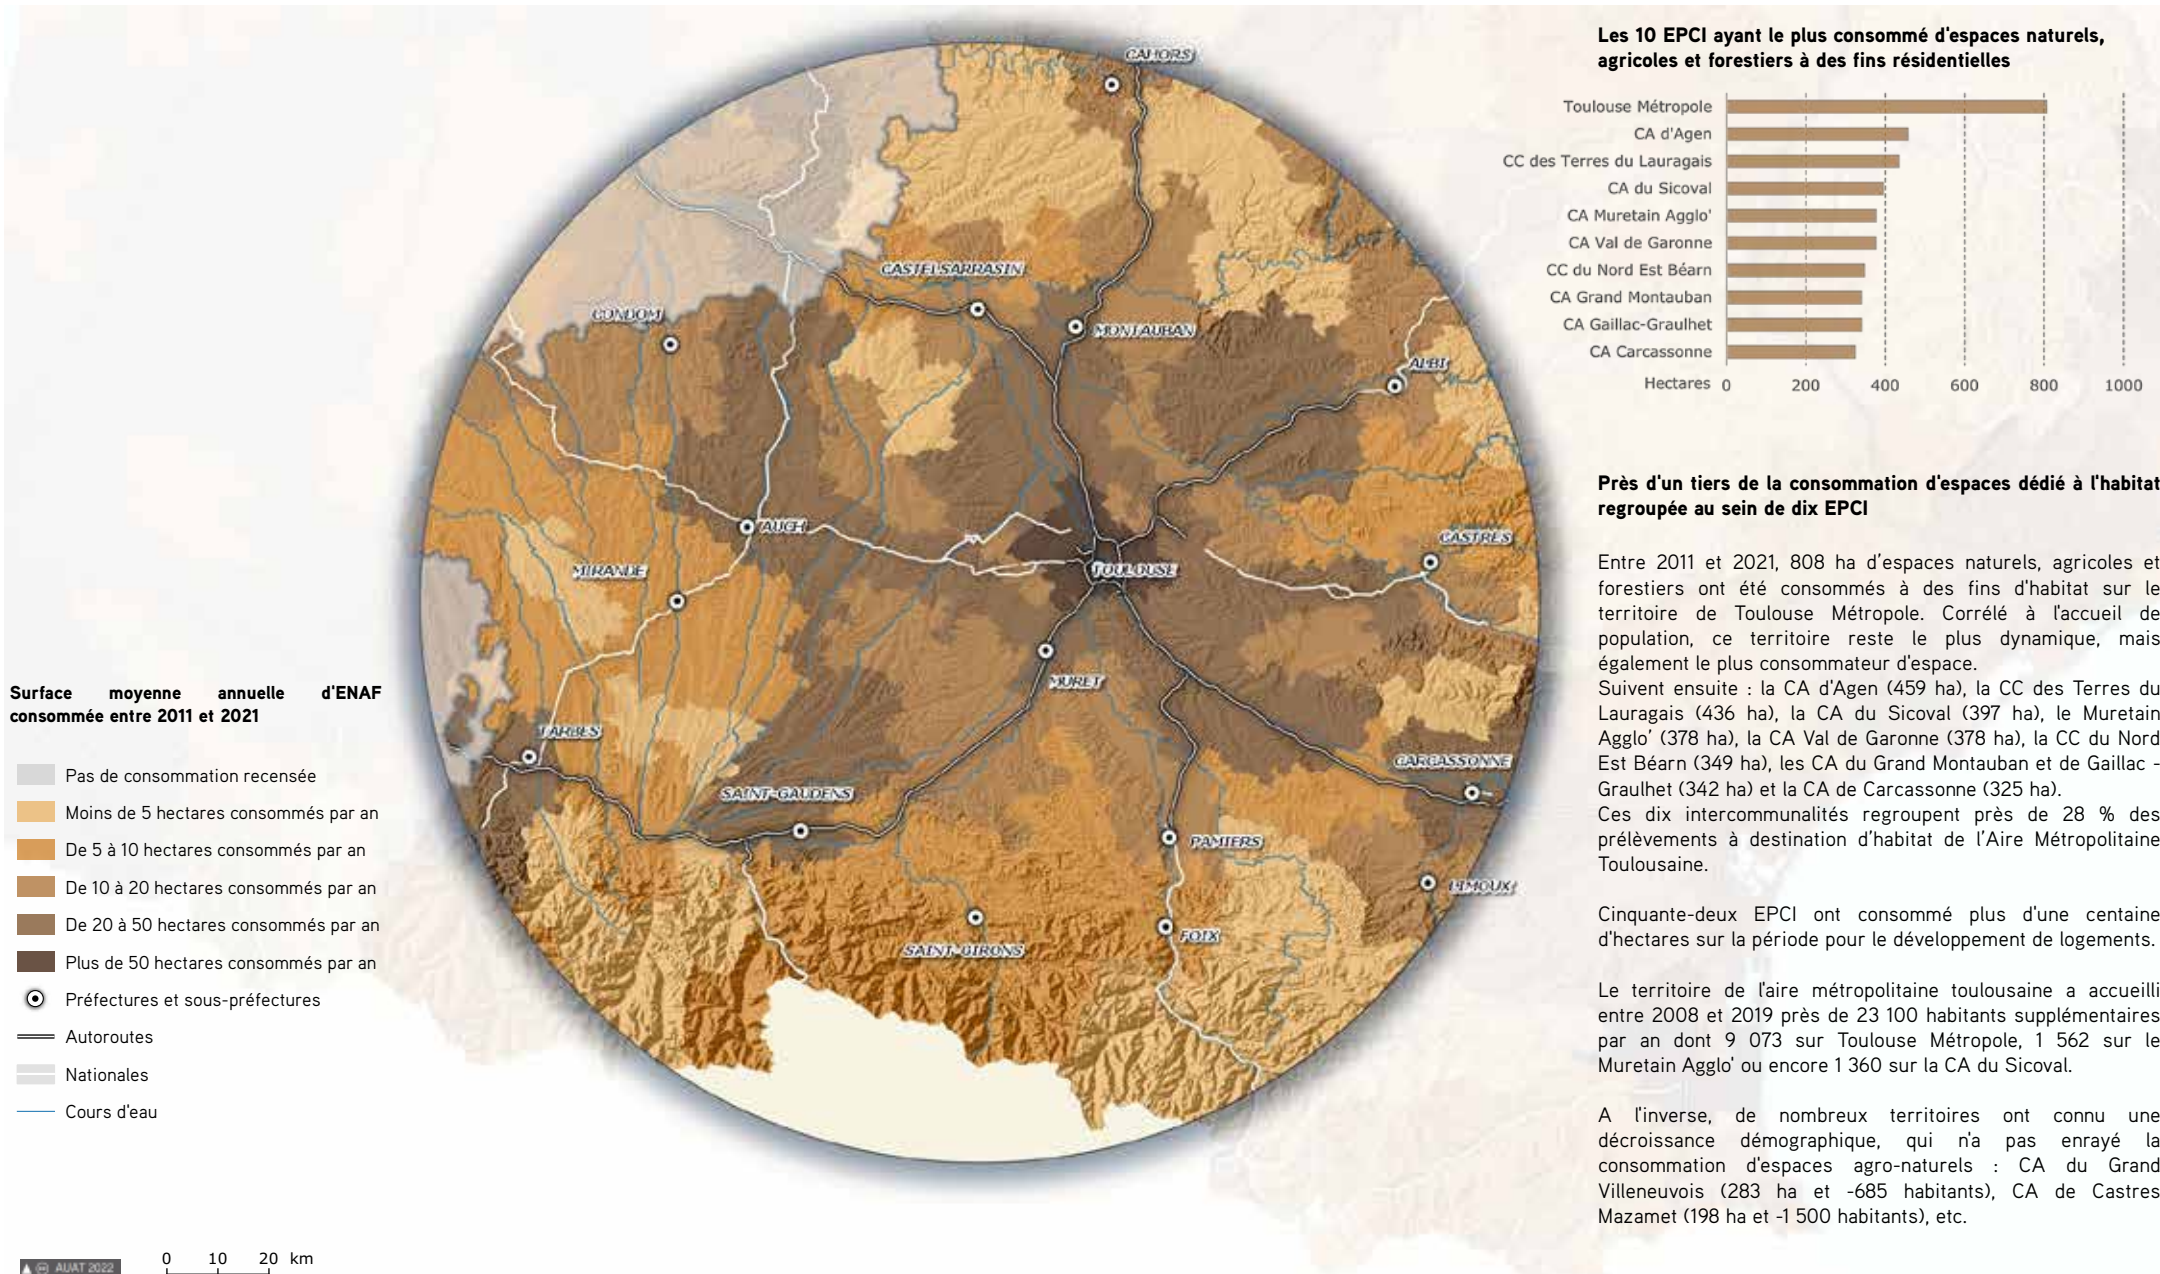 Les 10 EPCI ayant le plus consommé d'espaces naturels,
agricoles et forestiers à des fins résidentielles
Toulouse Métropole
CA d'Agen
CC des Terres du Lauragais
CA du Sicoval
CA Muretain Agglo'
CA Val de Garonne
CC du Nord Est Béarn
CA Grand Montauban
CA Gaillac-Graulhet
CA Carcassonne
Hectares 0 200 400 600 800 1000
CAHORS
CASTELSARRASIN
CONDOM
MONTAUBAN
ALBI
AUCH
CASTRES
MIRANDE
TOULOUSE
MURET
TARBES
CARCASSONNE
SAINT-GAUDENS
PAMIERS
LIMOUX
FOIX
SAINT-GIRONS
Près d'un tiers de la consommation d'espaces dédié à l'habitat
regroupée au sein de dix EPCI
Entre 2011 et 2021, 808 ha d'espaces naturels, agricoles et
forestiers ont été consommés à des fins d'habitat sur le
territoire de Toulouse Métropole. Corrélé à l'accueil de
population, ce territoire reste le plus dynamique, mais
également le plus consommateur d'espace.
Suivent ensuite : la CA d'Agen (459 ha), la CC des Terres du
Lauragais (436 ha), la CA du Sicoval (397 ha), le Muretain
Agglo' (378 ha), la CA Val de Garonne (378 ha), la CC du Nord
Est Béarn (349 ha), les CA du Grand Montauban et de Gaillac -
Graulhet (342 ha) et la CA de Carcassonne (325 ha).
Ces dix intercommunalités regroupent près de 28 % des
prélèvements à destination d'habitat de l'Aire Métropolitaine
Toulousaine.
Cinquante-deux EPCI ont consommé plus d'une centaine
d'hectares sur la période pour le développement de logements.
Le territoire de l'aire métropolitaine toulousaine a accueilli
entre 2008 et 2019 près de 23 100 habitants supplémentaires
par an dont 9 073 sur Toulouse Métropole, 1 562 sur le
Muretain Agglo' ou encore 1 360 sur la CA du Sicoval.
A l'inverse, de nombreux territoires ont connu une
décroissance démographique, qui n'a pas enrayé la
consommation d'espaces agro-naturels : CA du Grand
Villeneuvois (283 ha et -685 habitants), CA de Castres
Mazamet (198 ha et -1 500 habitants), etc.
Surface moyenne annuelle d'ENAF
consommée entre 2011 et 2021
Pas de consommation recensée
Moins de 5 hectares consommés par an
De 5 à 10 hectares consommés par an
De 10 à 20 hectares consommés par an
De 20 à 50 hectares consommés par an
Plus de 50 hectares consommés par an
Préfectures et sous-préfectures
Autoroutes
Nationales
Cours d'eau
AUAT 2022
0 10 20 km